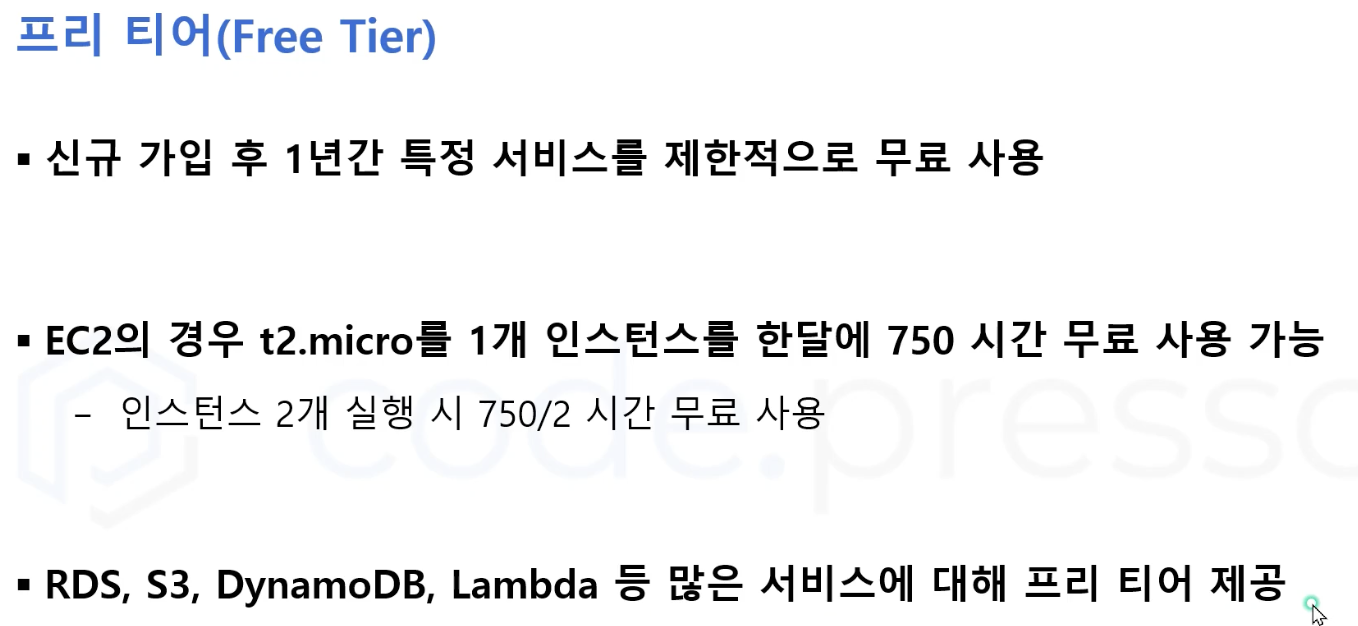 프리 티어(Free Tier)
▪ 신규 가입 후 1년간 특정 서비스를 제한적으로 무료 사용
▪ EC2의 경우 t2.micro를 1개 인스턴스를 한달에 750 시간 무료 사용 가능
– 인스턴스 2개 실행 시 750/2 시간 무료 사용
code.presso
▪ RDS, S3, DynamoDB, Lambda 등 많은 서비스에 대해 프리 티어 제공